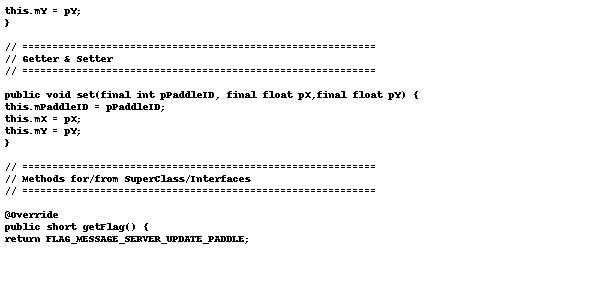 this.mY = pY;
}
// ===========================================================
// Getter & Setter
// ===========================================================
public void set(final int pPaddleID, final float pX,final float pY) {
this.mPaddleID = pPaddleID;
this.mX = pX;
this.mY = pY;
}
// ===========================================================
// Methods for/from SuperClass/Interfaces
// ===========================================================
@Override
public short getFlag() {
return FLAG_MESSAGE_SERVER_UPDATE_PADDLE;